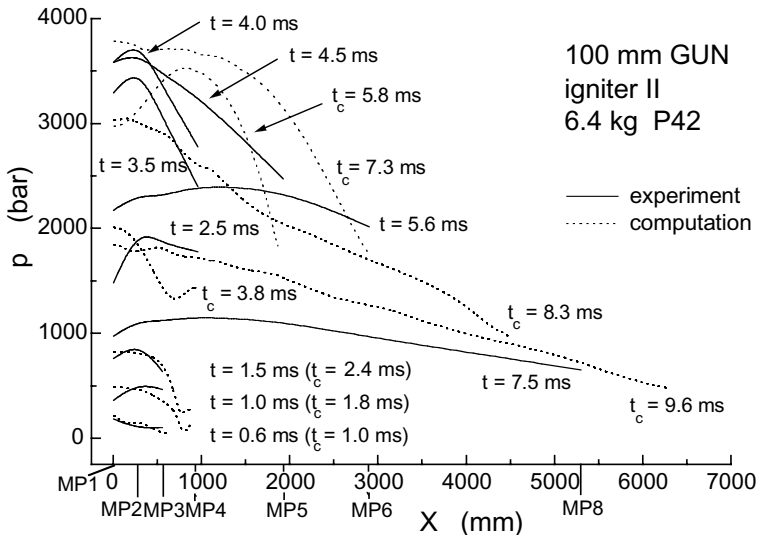 4000
3000
2000
1000
0
p (bar)
t = 4.0 ms
t = 4.5 ms
t_c = 5.8 ms
t_c = 7.3 ms
t = 3.5 ms
t = 2.5 ms
t = 5.6 ms
t_c = 3.8 ms
t_c = 8.3 ms
t = 1.5 ms (t_c = 2.4 ms)
t = 7.5 ms
t = 1.0 ms (t_c = 1.8 ms)
t_c = 9.6 ms
t = 0.6 ms (t_c = 1.0 ms)
100 mm GUN
igniter II
6.4 kg P42
experiment
computation
0 1000 2000 3000 4000 5000 6000 7000
MP1 MP2 MP3 MP4 MP5 MP6 MP8
X (mm)